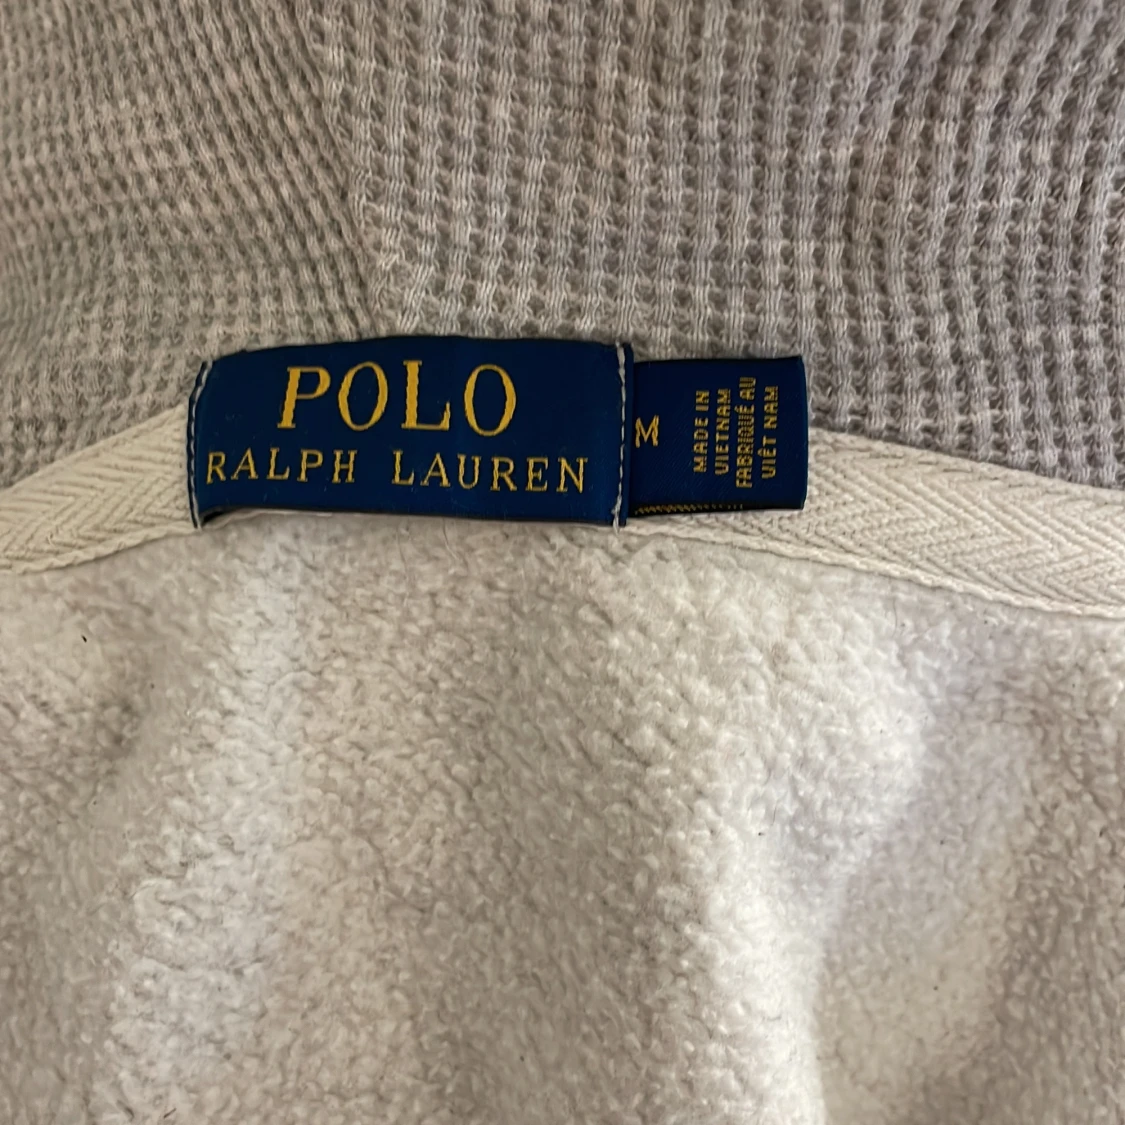 POLO
RALPH LAUREN
M
MADE IN
VIETNAM
FABRIQUÉ AU
VIÊT NAM